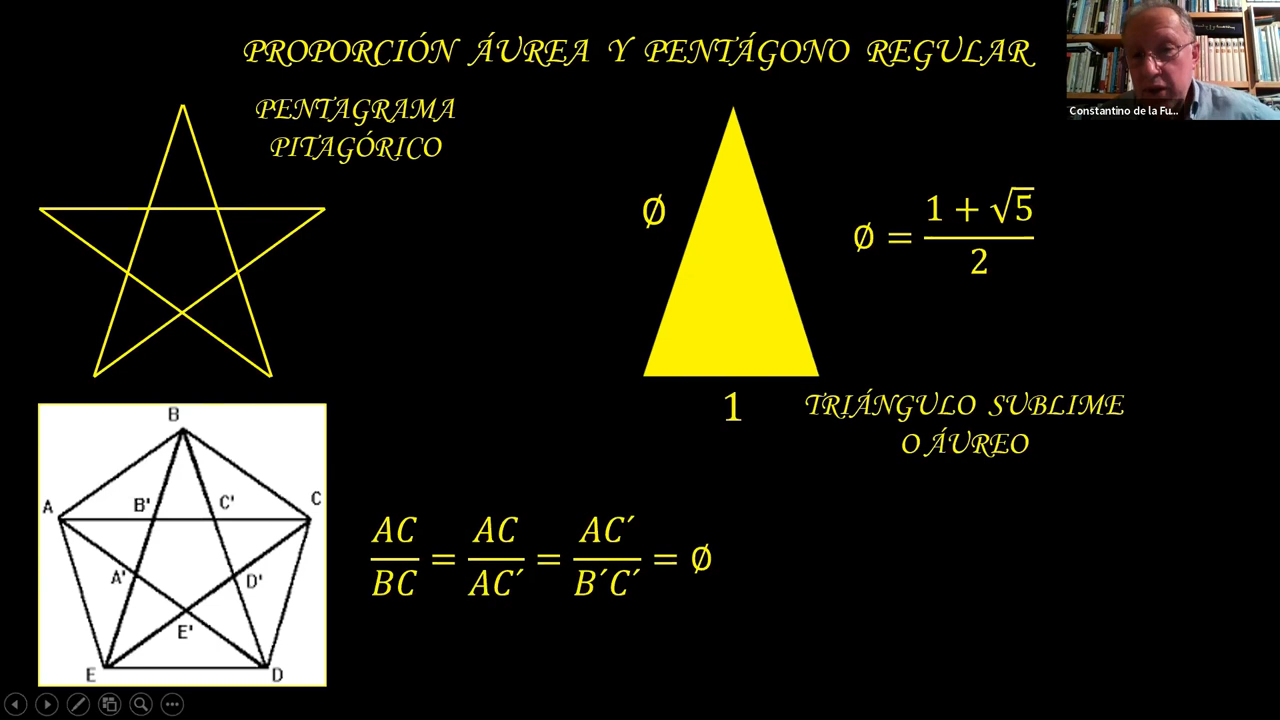 PROPORCIÓN ÁUREA Y PENTÁGONO REGULAR
Constantino de la Fu...
PENTAGRAMA
PITAGÓRICO
∅
∅ = (1 + √5) / 2
1
TRIÁNGULO SUBLIME
O ÁUREO
B
A
B'
C'
C
A'
D'
E'
E
D
AC/BC = AC/AC´ = AC´/B´C´ = ∅